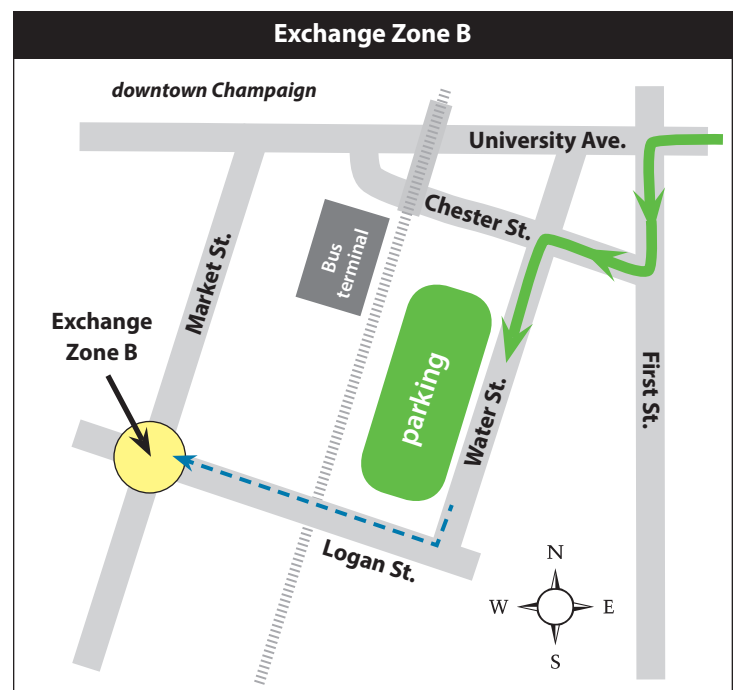 Exchange Zone B
downtown Champaign
University Ave.
Chester St.
Bus
terminal
Market St.
Exchange
Zone B
parking
Water St.
First St.
Logan St.
N
W
E
S